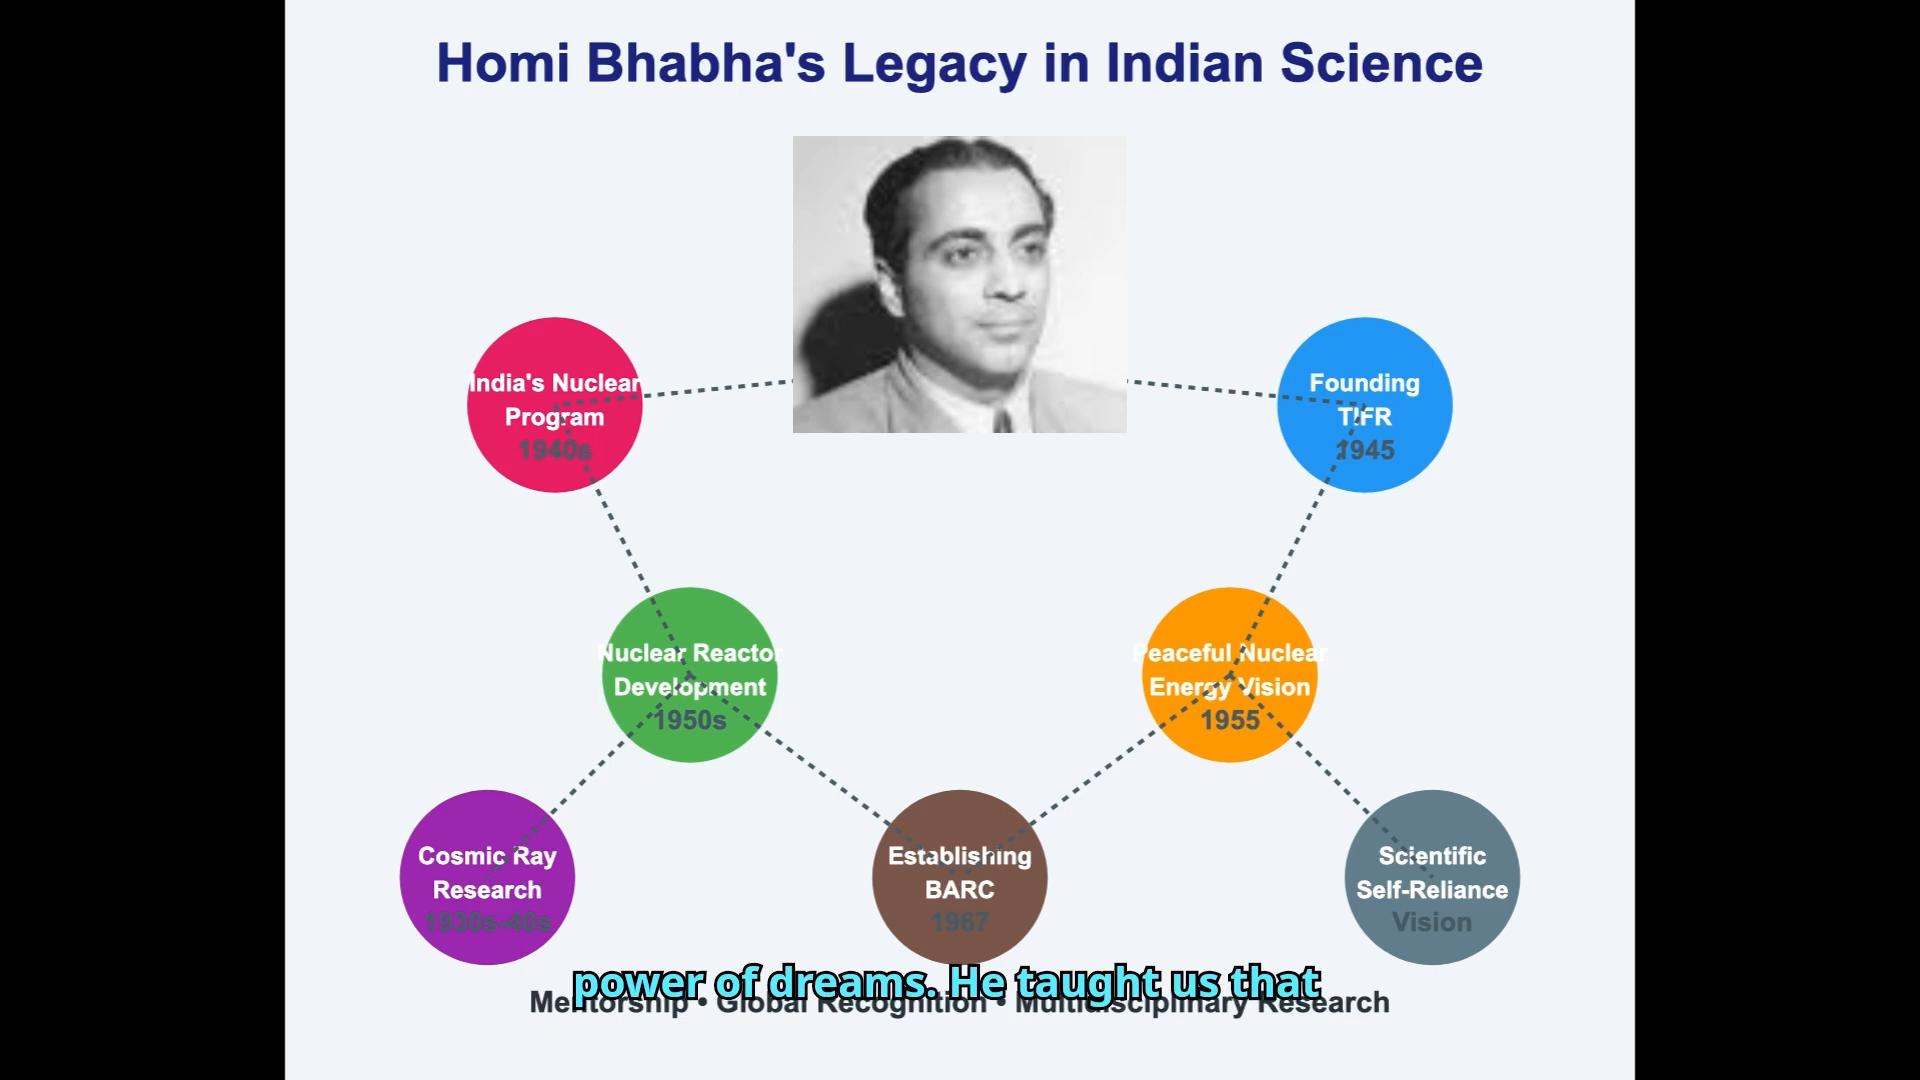 Homi Bhabha's Legacy in Indian Science
India's Nuclear
Program
1940s
Founding
TIFR
1945
Nuclear Reactor
Development
1950s
Peaceful Nuclear
Energy Vision
1955
Cosmic Ray
Research
1930s-40s
Establishing
BARC
1967
Scientific
Self-Reliance
Vision
power of dreams. He taught us that
Mentorship • Global Recognition • Multidisciplinary Research